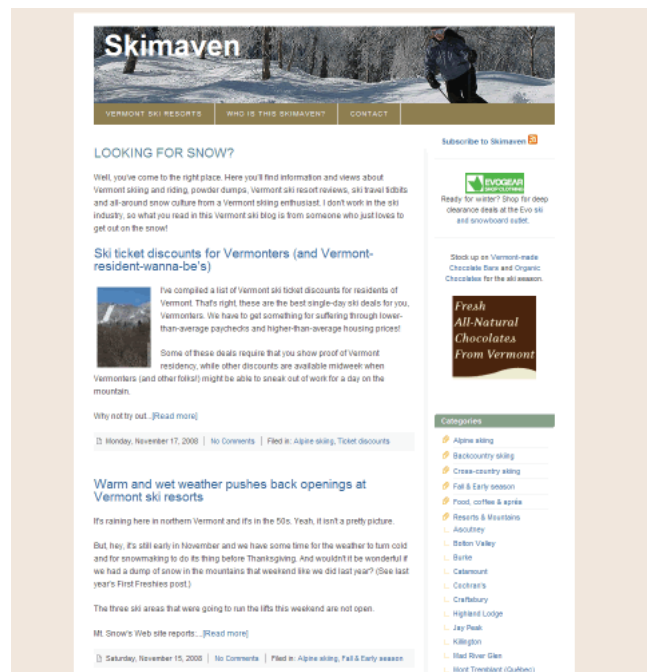 Skimaven
VERMONT SKI RESORTS
WHO IS THIS SKIMAVEN?
CONTACT
LOOKING FOR SNOW?
Well, you've come to the right place. Here you'll find information and views about
Vermont skiing and riding, powder dumps, Vermont ski resort reviews, ski travel tidbits
and all-around snow culture from a Vermont skiing enthusiast. I don't work in the ski
industry, so what you read in this Vermont ski blog is from someone who just loves to
get out on the snow!
Ski ticket discounts for Vermonters (and Vermont-
resident-wanna-be's)
I've compiled a list of Vermont ski ticket discounts for residents of
Vermont. That's right, these are the best single-day ski deals for you,
Vermonters. We have to get something for suffering through lower-
than-average paychecks and higher-than-average housing prices!
Some of these deals require that you show proof of Vermont
residency, while other discounts are available midweek when
Vermonters (and other folks!) might be able to sneak out of work for a day on the
mountain.
Why not try out...[Read more]
Monday, November 17, 2008 | No Comments | Filed in: Alpine skiing, Ticket discounts
Warm and wet weather pushes back openings at
Vermont ski resorts
It's raining here in northern Vermont and it's in the 50s. Yeah, it isn't a pretty picture.
But, hey, it's still early in November and we have some time for the weather to turn cold
and for snowmaking to do its thing before Thanksgiving. And wouldn't it be wonderful if
we had a dump of snow in the mountains that weekend like we did last year? (See last
year's First Freshies post.)
The three ski areas that were going to run the lifts this weekend are not open.
Mt. Snow's Web site reports:...[Read more]
Saturday, November 15, 2008 | No Comments | Filed in: Alpine skiing, Fall & Early season
Subscribe to Skimaven
EVOGEAR
SHOP CLOTHING
Ready for winter? Shop for deep
clearance deals at the Evo ski
and snowboard outlet.
Stock up on Vermont-made
Chocolate Bars and Organic
Chocolates for the ski season.
Fresh
All-Natural
Chocolates
From Vermont
Categories
Alpine skiing
Backcountry skiing
Cross-country skiing
Fall & Early season
Food, coffee & après
Resorts & Mountains
Ascutney
Bolton Valley
Burke
Catamount
Cochran's
Craftsbury
Highland Lodge
Jay Peak
Killington
Mad River Glen
Mont Tremblant (Québec)